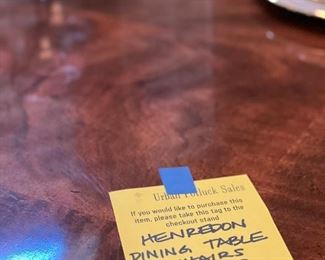 Urban Potluck Sales
If you would like to purchase this
item, please take this tag to the
checkout stand
HENREDON
DINING TABLE
CHAIRS